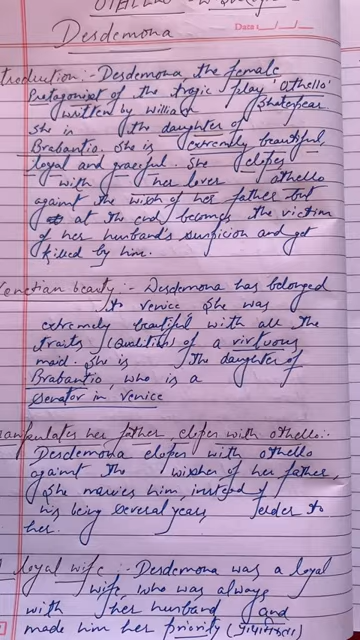 OTHELLO
Desdemona
Date : __/__/__
troduction :- Desdemona, the female
Protagonist of the tragic play 'Othello'
written by William Shakespear
She is the daughter of
Brabantio. She is extremely beautiful,
loyal and graceful. She elopes
with her lover othello
against the wish of her father but
at the end becomes the victim
of her husband's suspicion and get
killed by him.
enetian beauty :- Desdemona has belonged
to Venice She was
extremely beautiful with all the
traits (Qualities) of a virtuous
maid. She is the daughter of
Brabantio, who is a
Senator in Venice
manipulates her father elopes with othello :-
Desdemona elopes with othello
against the wishes of her father,
She marries him, instead of
his being several years elder to
her.
loyal wife :- Desdemona was a loyal
wife, who was always
with her husband and
made him her priority